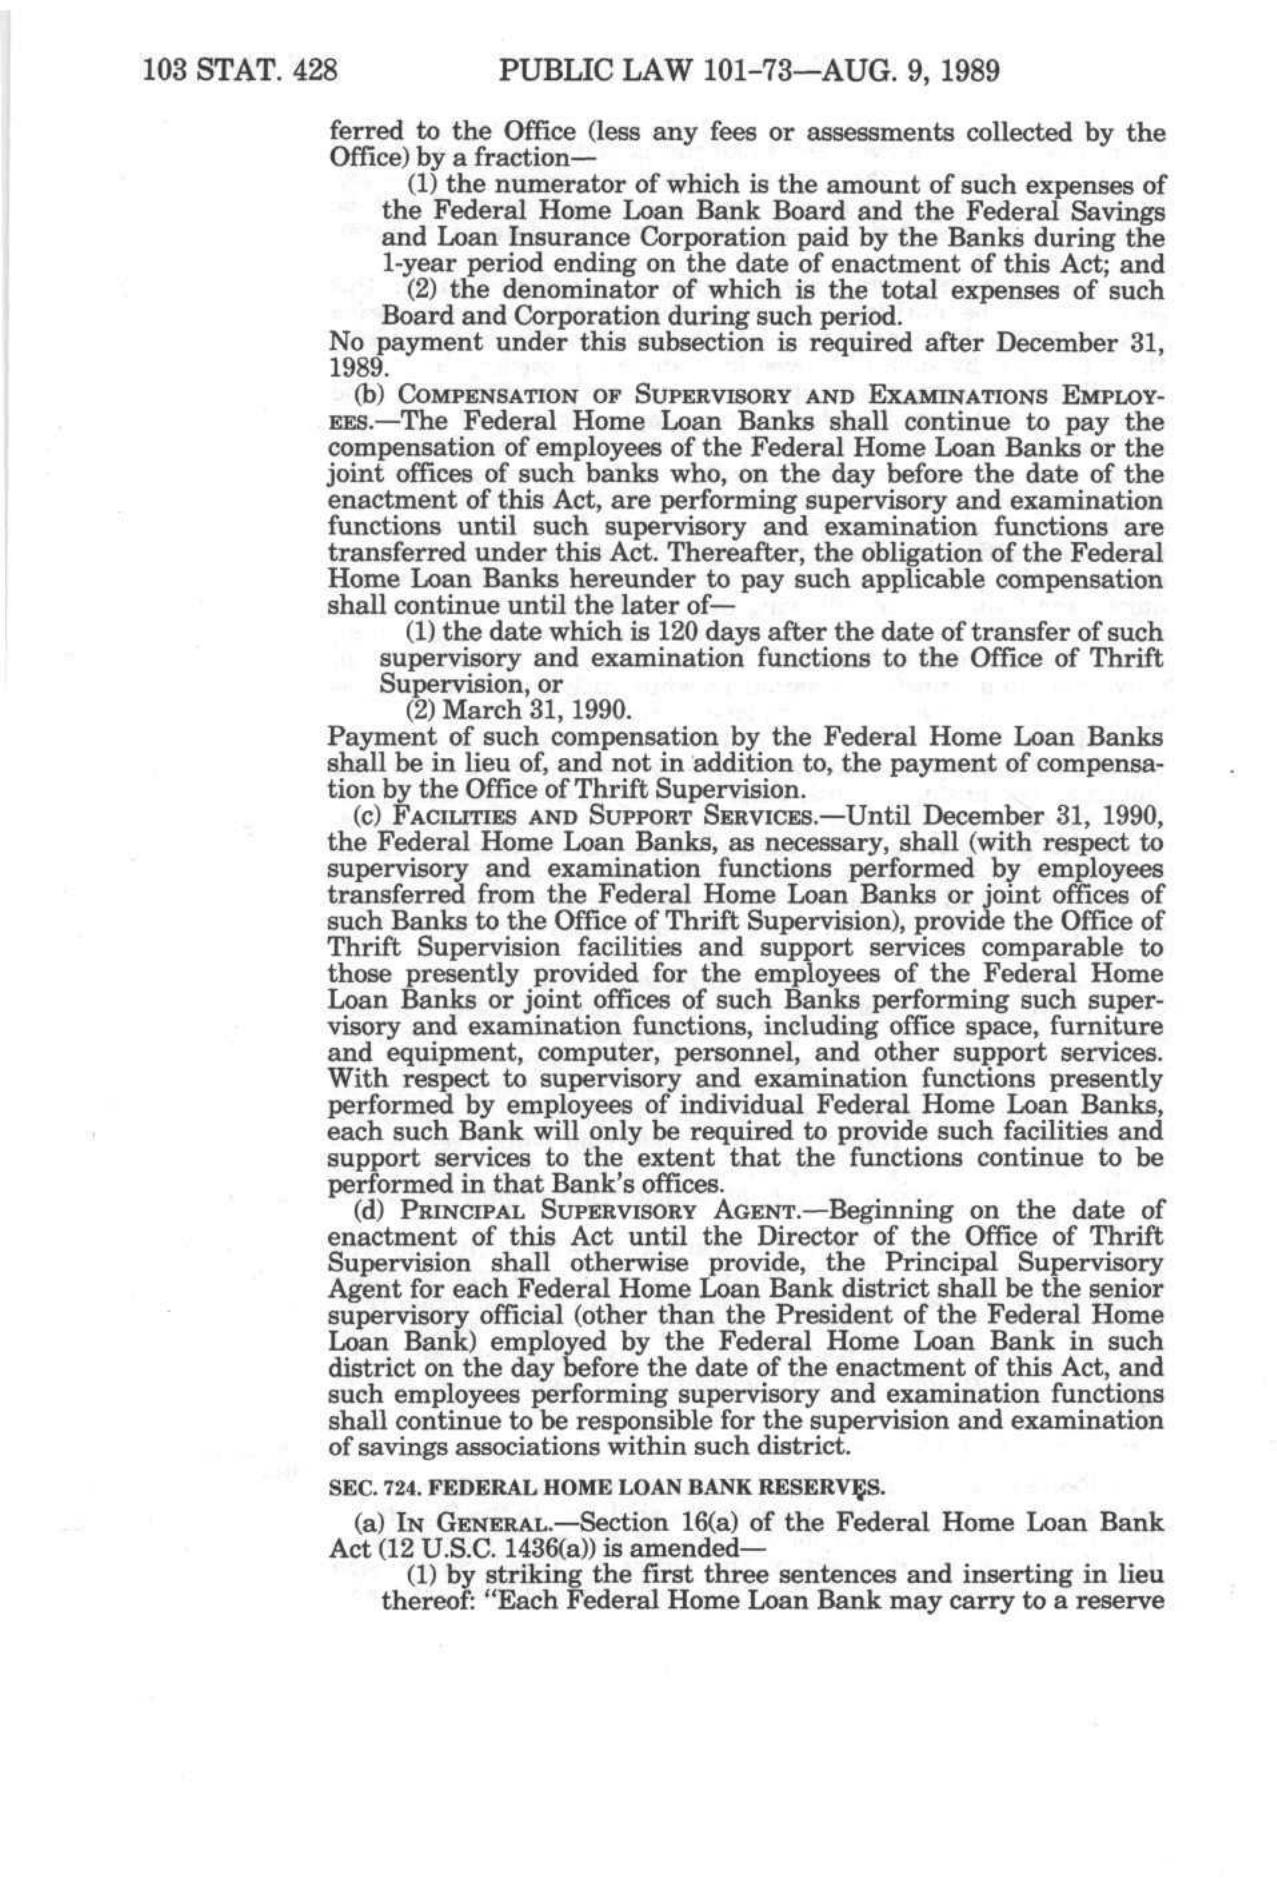 103 STAT. 428 PUBLIC LAW 101-73—AUG. 9, 1989
ferred to the Office (less any fees or assessments collected by the
Office) by a fraction—
(1) the numerator of which is the amount of such expenses of
the Federal Home Loan Bank Board and the Federal Savings
and Loan Insurance Corporation paid by the Banks during the
1-year period ending on the date of enactment of this Act; and
(2) the denominator of which is the total expenses of such
Board and Corporation during such period.
No payment under this subsection is required after December 31,
1989.
(b) COMPENSATION OF SUPERVISORY AND EXAMINATIONS EMPLOY-
EES.—The Federal Home Loan Banks shall continue to pay the
compensation of employees of the Federal Home Loan Banks or the
joint offices of such banks who, on the day before the date of the
enactment of this Act, are performing supervisory and examination
functions until such supervisory and examination functions are
transferred under this Act. Thereafter, the obligation of the Federal
Home Loan Banks hereunder to pay such applicable compensation
shall continue until the later of—
(1) the date which is 120 days after the date of transfer of such
supervisory and examination functions to the Office of Thrift
Supervision, or
(2) March 31, 1990.
Payment of such compensation by the Federal Home Loan Banks
shall be in lieu of, and not in addition to, the payment of compensa-
tion by the Office of Thrift Supervision.
(c) FACILITIES AND SUPPORT SERVICES.—Until December 31, 1990,
the Federal Home Loan Banks, as necessary, shall (with respect to
supervisory and examination functions performed by employees
transferred from the Federal Home Loan Banks or joint offices of
such Banks to the Office of Thrift Supervision), provide the Office of
Thrift Supervision facilities and support services comparable to
those presently provided for the employees of the Federal Home
Loan Banks or joint offices of such Banks performing such super-
visory and examination functions, including office space, furniture
and equipment, computer, personnel, and other support services.
With respect to supervisory and examination functions presently
performed by employees of individual Federal Home Loan Banks,
each such Bank will only be required to provide such facilities and
support services to the extent that the functions continue to be
performed in that Bank's offices.
(d) PRINCIPAL SUPERVISORY AGENT.—Beginning on the date of
enactment of this Act until the Director of the Office of Thrift
Supervision shall otherwise provide, the Principal Supervisory
Agent for each Federal Home Loan Bank district shall be the senior
supervisory official (other than the President of the Federal Home
Loan Bank) employed by the Federal Home Loan Bank in such
district on the day before the date of the enactment of this Act, and
such employees performing supervisory and examination functions
shall continue to be responsible for the supervision and examination
of savings associations within such district.
SEC. 724. FEDERAL HOME LOAN BANK RESERVES.
(a) IN GENERAL.—Section 16(a) of the Federal Home Loan Bank
Act (12 U.S.C. 1436(a)) is amended—
(1) by striking the first three sentences and inserting in lieu
thereof: "Each Federal Home Loan Bank may carry to a reserve